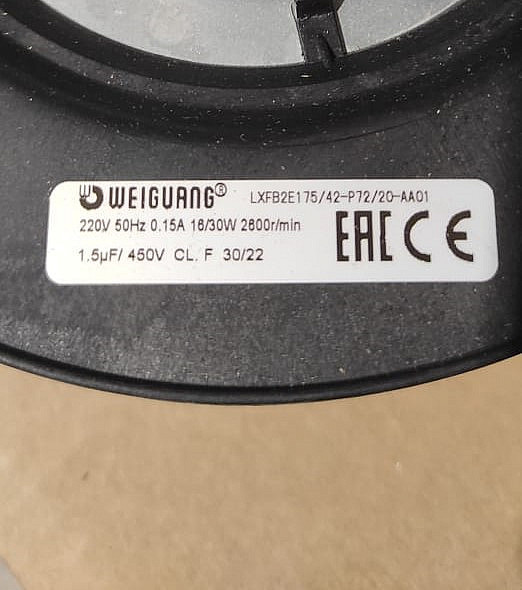 WEIGUANG® LXFB2E175/42-P72/20-AA01
220V 50Hz 0.15A 16/30W 2600r/min
1.5µF/ 450V CL. F 30/22
EAC CE